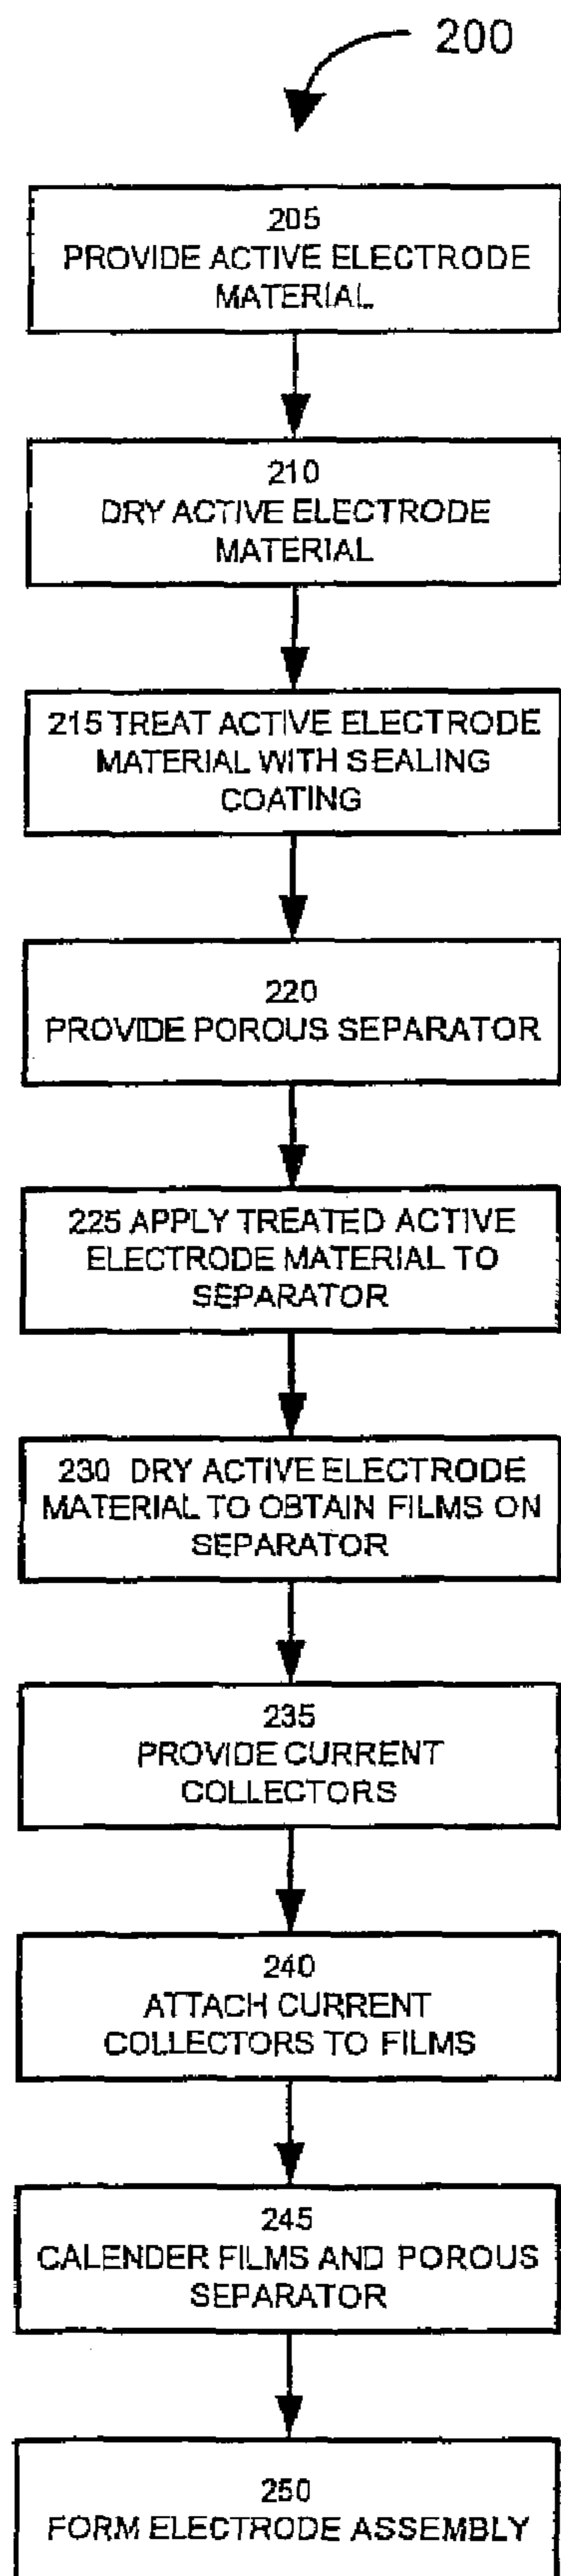 200
205
PROVIDE ACTIVE ELECTRODE
MATERIAL
210
DRY ACTIVE ELECTRODE
MATERIAL
215 TREAT ACTIVE ELECTRODE
MATERIAL WITH SEALING
COATING
220
PROVIDE POROUS SEPARATOR
225 APPLY TREATED ACTIVE
ELECTRODE MATERIAL TO
SEPARATOR
230 DRY ACTIVE ELECTRODE
MATERIAL TO OBTAIN FILMS ON
SEPARATOR
235
PROVIDE CURRENT
COLLECTORS
240
ATTACH CURRENT
COLLECTORS TO FILMS
245
CALENDER FILMS AND POROUS
SEPARATOR
250
FORM ELECTRODE ASSEMBLY